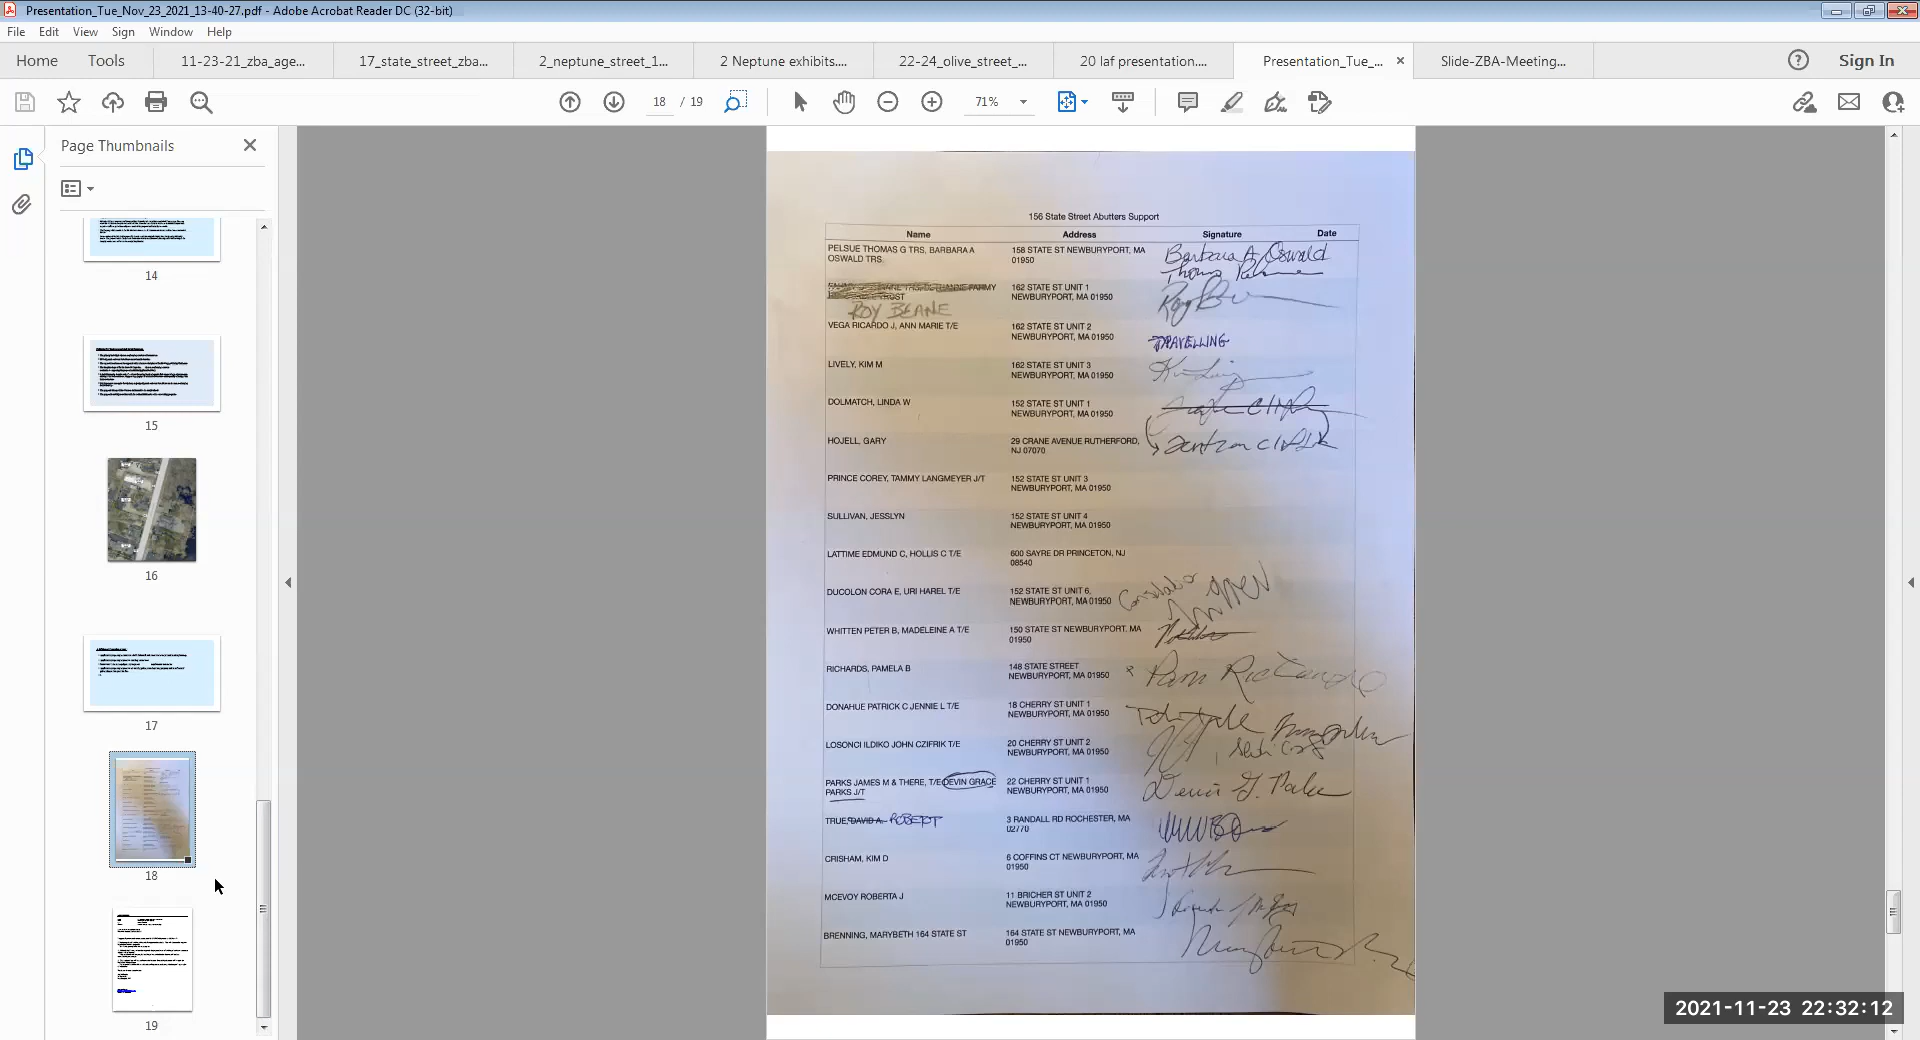 Presentation_Tue_Nov_23_2021_13-40-27.pdf - Adobe Acrobat Reader DC (32-bit)
File Edit View Sign Window Help
Home Tools 11-23-21_zba_age... 17_state_street_zba... 2_neptune_street_1... 2 Neptune exhibits.... 22-24_olive_street_... 20 laf presentation.... Presentation_Tue_... Slide-ZBA-Meeting... Sign In
18 / 19 71%
Page Thumbnails
14
15
16
17
18
19
156 State Street Abutters Support
Name Address Signature Date
PELSUE THOMAS G TRS, BARBARA A 158 STATE ST NEWBURYPORT, MA Barbara A Oswald
OSWALD TRS. 01950 Thomas
162 STATE ST UNIT 1
TRUST NEWBURYPORT, MA 01950
ROY BEANE
VEGA RICARDO J, ANN MARIE T/E 162 STATE ST UNIT 2
NEWBURYPORT, MA 01950 TRAVELLING
LIVELY, KIM M 162 STATE ST UNIT 3
NEWBURYPORT, MA 01950
DOLMATCH, LINDA W 152 STATE ST UNIT 1
NEWBURYPORT, MA 01950
HOJELL, GARY 29 CRANE AVENUE RUTHERFORD,
NJ 07070
PRINCE COREY, TAMMY LANGMEYER J/T 152 STATE ST UNIT 3
NEWBURYPORT, MA 01950
SULLIVAN, JESSLYN 152 STATE ST UNIT 4
NEWBURYPORT, MA 01950
LATTIME EDMUND C, HOLLIS C T/E 600 SAYRE DR PRINCETON, NJ
08540
DUCOLON CORA E, URI HAREL T/E 152 STATE ST UNIT 6,
NEWBURYPORT, MA 01950
WHITTEN PETER B, MADELEINE A T/E 150 STATE ST NEWBURYPORT, MA
01950
RICHARDS, PAMELA B 148 STATE STREET Pam
NEWBURYPORT, MA 01950
DONAHUE PATRICK C JENNIE L T/E 18 CHERRY ST UNIT 1
NEWBURYPORT, MA 01950
LOSONCI ILDIKO JOHN CZIFRIK T/E 20 CHERRY ST UNIT 2
NEWBURYPORT, MA 01950
PARKS JAMES M & THERE, T/E DEVIN GRACE 22 CHERRY ST UNIT 1
PARKS J/T NEWBURYPORT, MA 01950
TRUE, DAVID A. ROBERT 3 RANDALL RD ROCHESTER, MA
02770
CRISHAM, KIM D 6 COFFINS CT NEWBURYPORT, MA
01950
MCEVOY ROBERTA J 11 BRICHER ST UNIT 2
NEWBURYPORT, MA 01950
BRENNING, MARYBETH 164 STATE ST 164 STATE ST NEWBURYPORT, MA
01950
2021-11-23 22:32:12